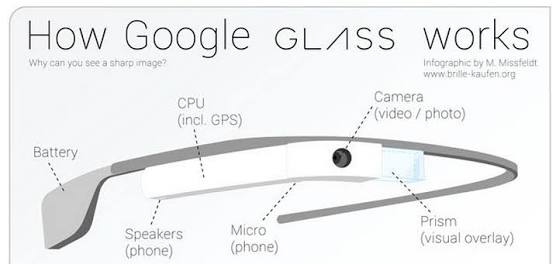 How Google GLASS works
Why can you see a sharp image?
Infographic by M. Missfeldt
www.brille-kaufen.org
Camera
(video / photo)
CPU
(incl. GPS)
Battery
Speakers
(phone)
Micro
(phone)
Prism
(visual overlay)